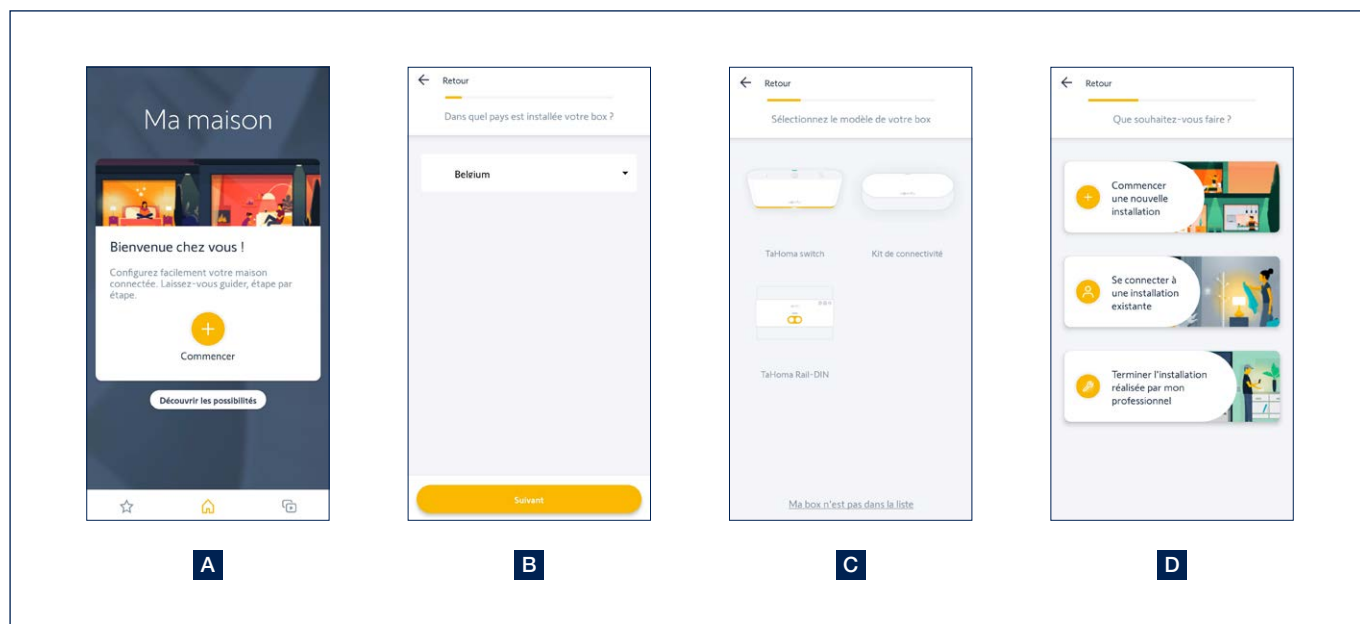 Ma maison
Bienvenue chez vous !
Configurez facilement votre maison
connectée. Laissez-vous guider, étape par
étape.
Commencer
Découvrir les possibilités
A
Retour
Dans quel pays est installée votre box ?
Belgium
Suivant
B
Retour
Sélectionnez le modèle de votre box
TaHoma switch
Kit de connectivité
TaHoma Rail-DIN
Ma box n'est pas dans la liste
C
Retour
Que souhaitez-vous faire ?
Commencer
une nouvelle
installation
Se connecter à
une installation
existante
Terminer l'installation
réalisée par mon
professionnel
D